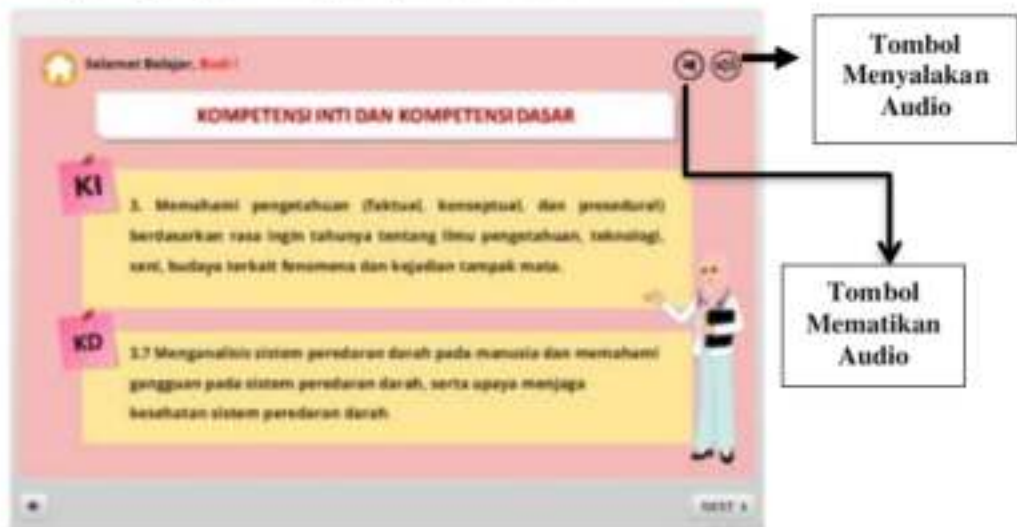 Selamat Belajar, Budi !
KOMPETENSI INTI DAN KOMPETENSI DASAR
KI
3. Memahami pengetahuan (faktual, konseptual, dan prosedural)
berdasarkan rasa ingin tahunya tentang ilmu pengetahuan, teknologi,
seni, budaya terkait fenomena dan kejadian tampak mata.
KD
3.7 Menganalisis sistem peredaran darah pada manusia dan memahami
gangguan pada sistem peredaran darah, serta upaya menjaga
kesehatan sistem peredaran darah
NEXT
Tombol
Menyalakan
Audio
Tombol
Mematikan
Audio